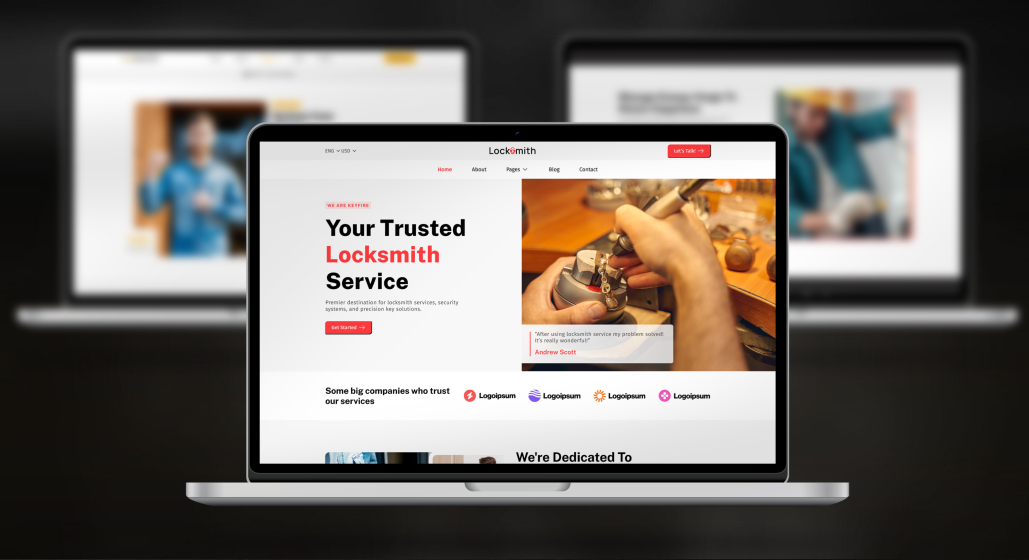 ENG USD
Locksmith
Let's Talk!
Home About Pages Blog Contact
WE ARE KEYFIRE
Your Trusted
Locksmith
Service
Premier destination for locksmith services, security
systems, and precision key solutions.
Get Started
"After using locksmith service my problem solved!
It's really wonderful!"
Andrew Scott
Some big companies who trust
our services
Logoipsum Logoipsum Logoipsum Logoipsum
We're Dedicated To